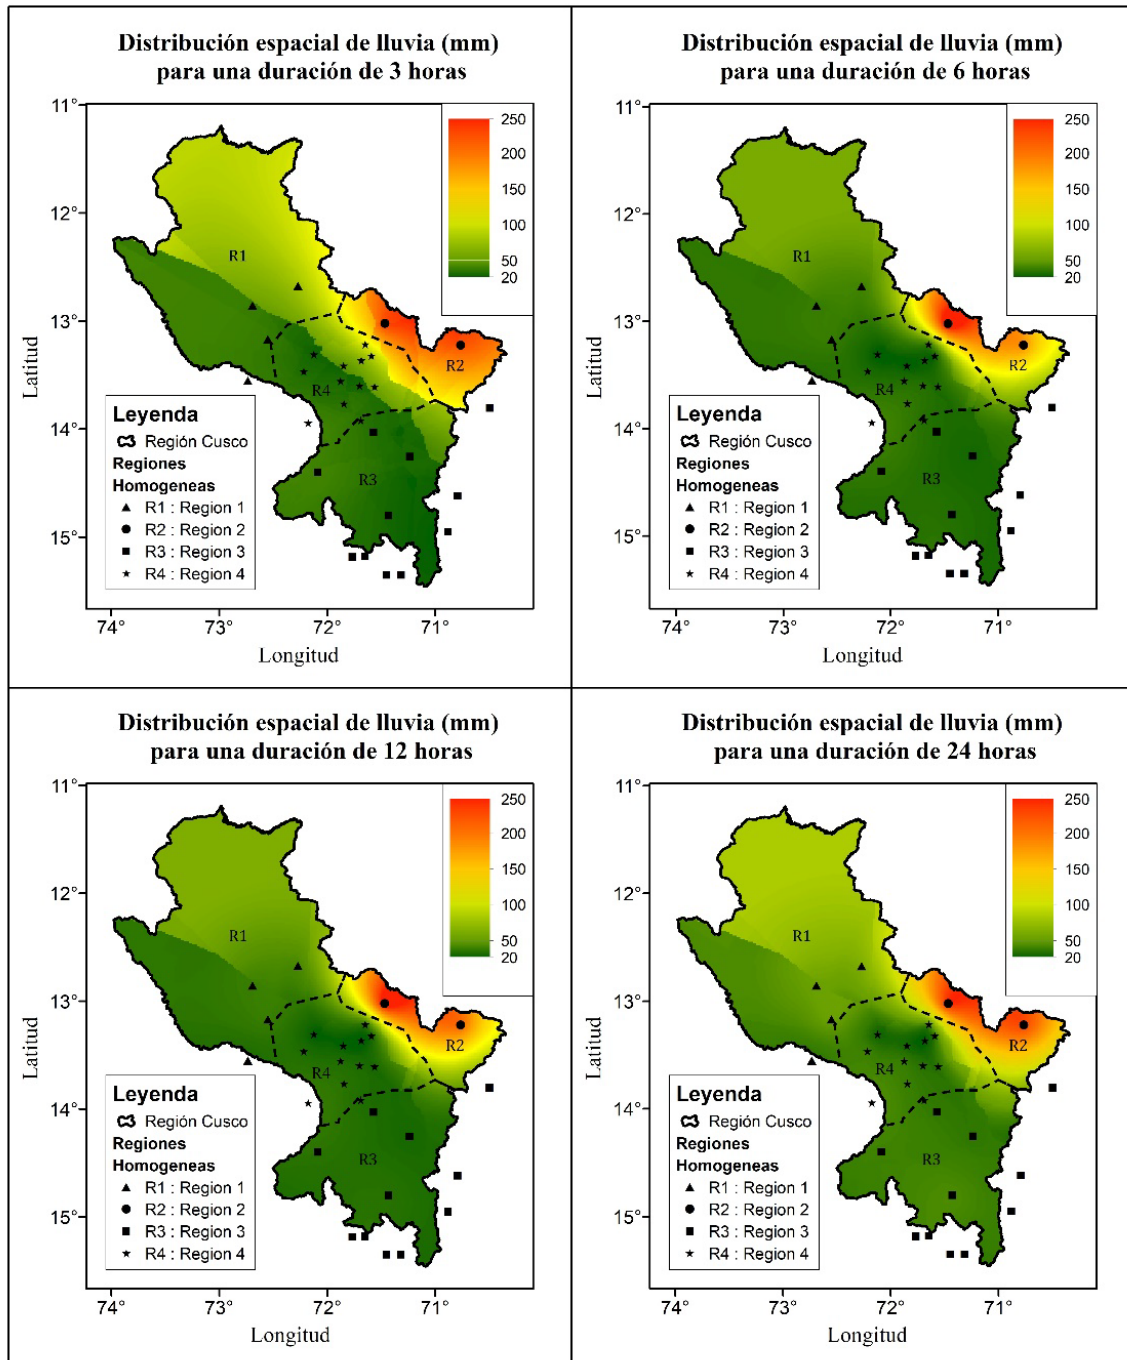 Distribución espacial de lluvia (mm)
para una duración de 3 horas
250
200
150
100
50
20
11°
12°
13°
14°
15°
Latitud
R1
R2
R4
R3
Leyenda
Región Cusco
Regiones
Homogeneas
R1 : Region 1
R2 : Region 2
R3 : Region 3
R4 : Region 4
74°
73°
72°
71°
Longitud
Distribución espacial de lluvia (mm)
para una duración de 6 horas
250
200
150
100
50
20
11°
12°
13°
14°
15°
Latitud
R1
R2
R4
R3
Leyenda
Región Cusco
Regiones
Homogeneas
R1 : Region 1
R2 : Region 2
R3 : Region 3
R4 : Region 4
74°
73°
72°
71°
Longitud
Distribución espacial de lluvia (mm)
para una duración de 12 horas
250
200
150
100
50
20
11°
12°
13°
14°
15°
Latitud
R1
R2
R4
R3
Leyenda
Región Cusco
Regiones
Homogeneas
R1 : Region 1
R2 : Region 2
R3 : Region 3
R4 : Region 4
74°
73°
72°
71°
Longitud
Distribución espacial de lluvia (mm)
para una duración de 24 horas
250
200
150
100
50
20
11°
12°
13°
14°
15°
Latitud
R1
R2
R4
R3
Leyenda
Región Cusco
Regiones
Homogeneas
R1 : Region 1
R2 : Region 2
R3 : Region 3
R4 : Region 4
74°
73°
72°
71°
Longitud